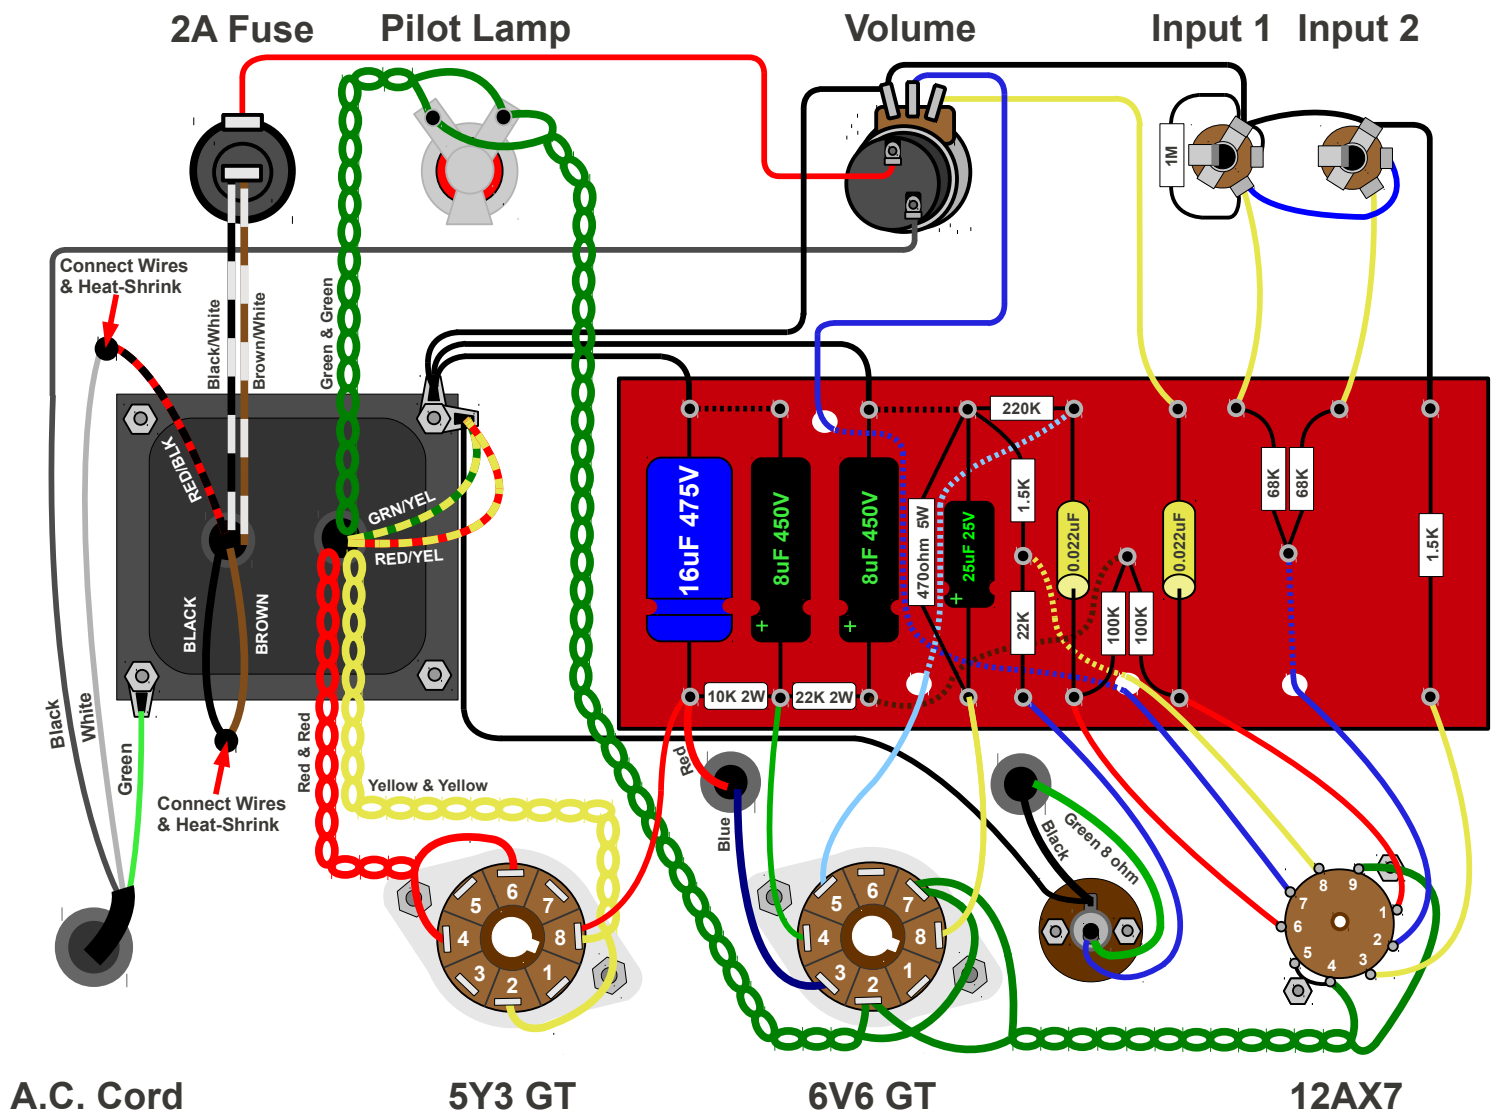 2A Fuse
Pilot Lamp
Volume
Input 1
Input 2
1M
Connect Wires
& Heat-Shrink
Black/White
Brown/White
Green & Green
RED/BLK
GRN/YEL
RED/YEL
BLACK
BROWN
Black
White
Green
Connect Wires
& Heat-Shrink
Red & Red
Yellow & Yellow
16uF 475V
8uF 450V
+
8uF 450V
+
470ohm 5W
25uF 25V
+
220K
1.5K
22K
0.022uF
100K
100K
0.022uF
68K
68K
1.5K
10K 2W
22K 2W
Red
Blue
Black
Green 8 ohm
1
2
3
4
5
6
7
8
1
2
3
4
5
6
7
8
1
2
3
4
5
6
7
8
9
A.C. Cord
5Y3 GT
6V6 GT
12AX7